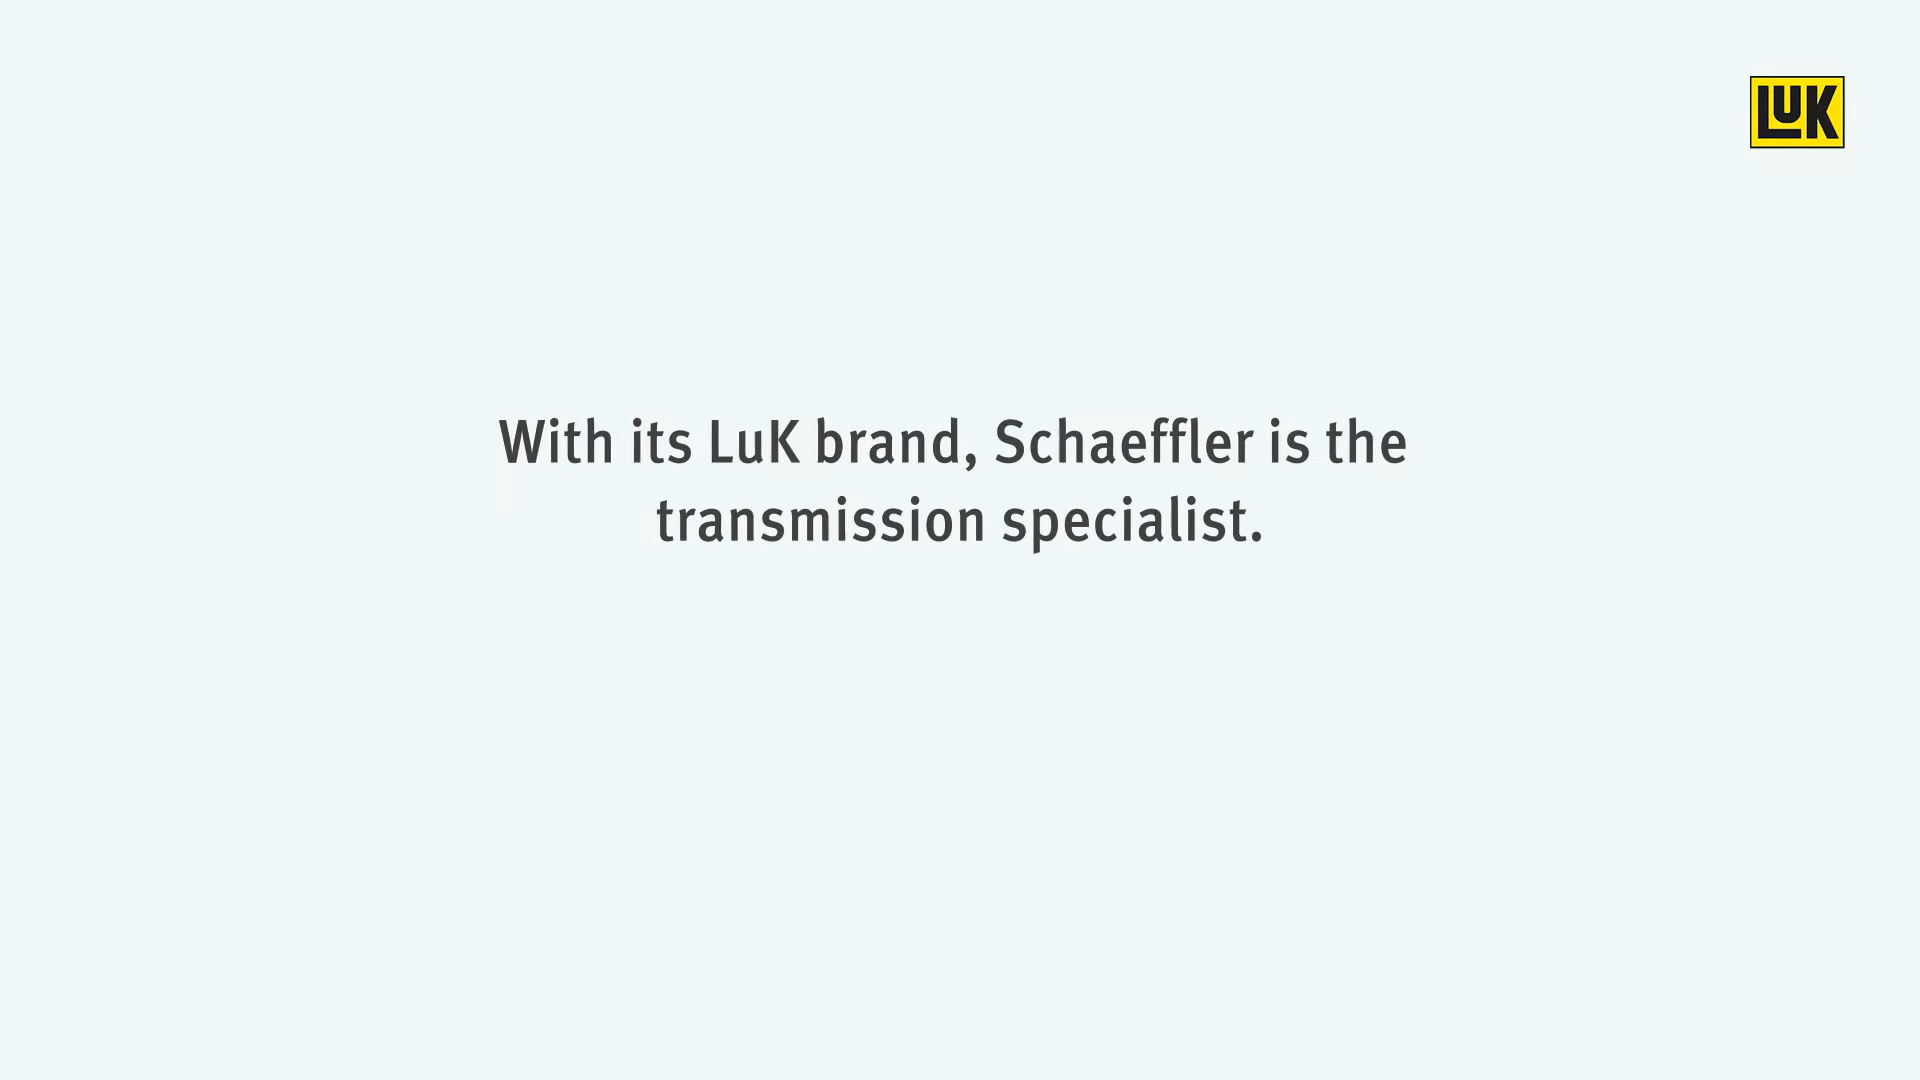 LuK
With its LuK brand, Schaeffler is the
transmission specialist.